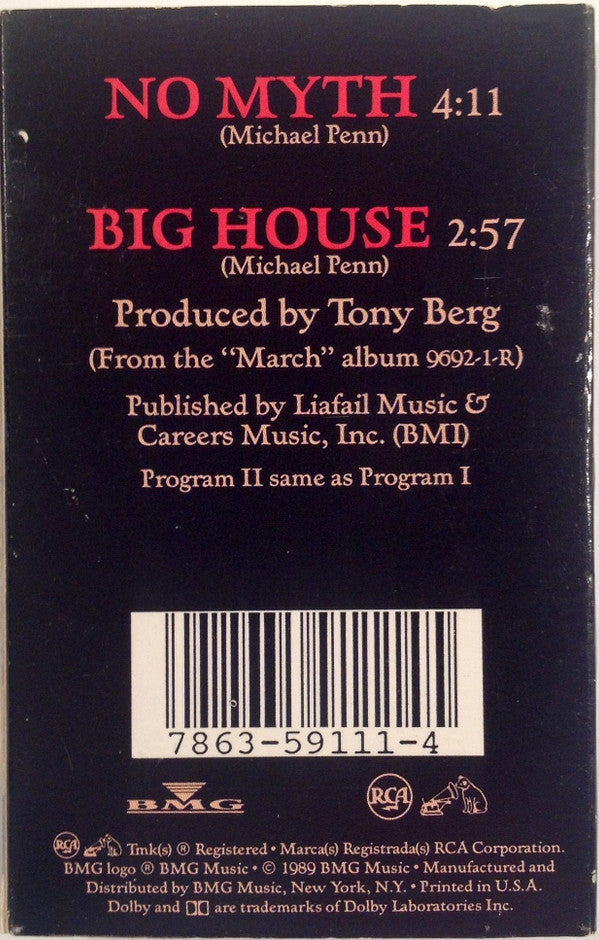 NO MYTH 4:11
(Michael Penn)
BIG HOUSE 2:57
(Michael Penn)
Produced by Tony Berg
(From the “March” album 9692-1-R)
Published by Liafail Music &
Careers Music, Inc. (BMI)
Program II same as Program I
7863-59111-4
BMG
RCA
RCA Tmk(s) ® Registered • Marca(s) Registrada(s) RCA Corporation.
BMG logo ® BMG Music • © 1989 BMG Music • Manufactured and
Distributed by BMG Music, New York, N.Y. • Printed in U.S.A.
Dolby and are trademarks of Dolby Laboratories Inc.